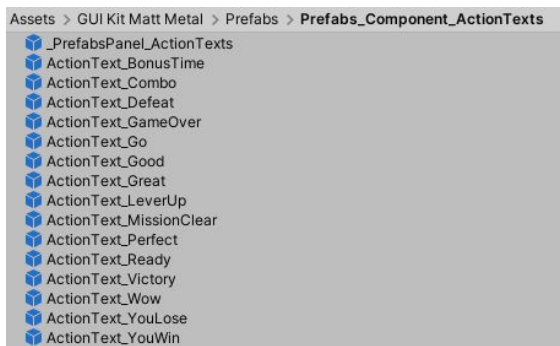 Assets > GUI Kit Matt Metal > Prefabs > Prefabs_Component_ActionTexts
_PrefabsPanel_ActionTexts
ActionText_BonusTime
ActionText_Combo
ActionText_Defeat
ActionText_GameOver
ActionText_Go
ActionText_Good
ActionText_Great
ActionText_LeverUp
ActionText_MissionClear
ActionText_Perfect
ActionText_Ready
ActionText_Victory
ActionText_Wow
ActionText_YouLose
ActionText_YouWin